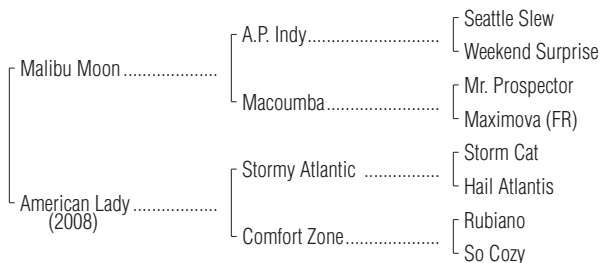 Seattle Slew
A.P. Indy
Weekend Surprise
Malibu Moon
Mr. Prospector
Macoumba
Maximova (FR)
Storm Cat
Stormy Atlantic
Hail Atlantis
American Lady
(2008)
Rubiano
Comfort Zone
So Cozy